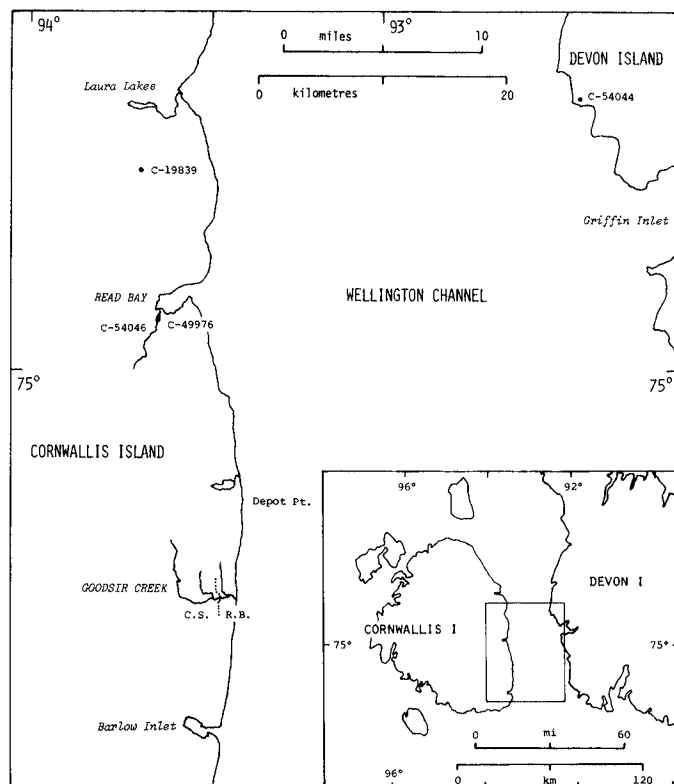 94°
93°
0 miles 10
0 kilometres 20
DEVON ISLAND
C-54044
Laura Lakes
C-19839
Griffin Inlet
READ BAY
WELLINGTON CHANNEL
C-54046
C-49976
75°
75°
CORNWALLIS ISLAND
Depot Pt.
GOODSIR CREEK
C.S.
R.B.
Barlow Inlet
96°
92°
DEVON I
CORNWALLIS I
75°
75°
0 mi 60
96°
0 km 120